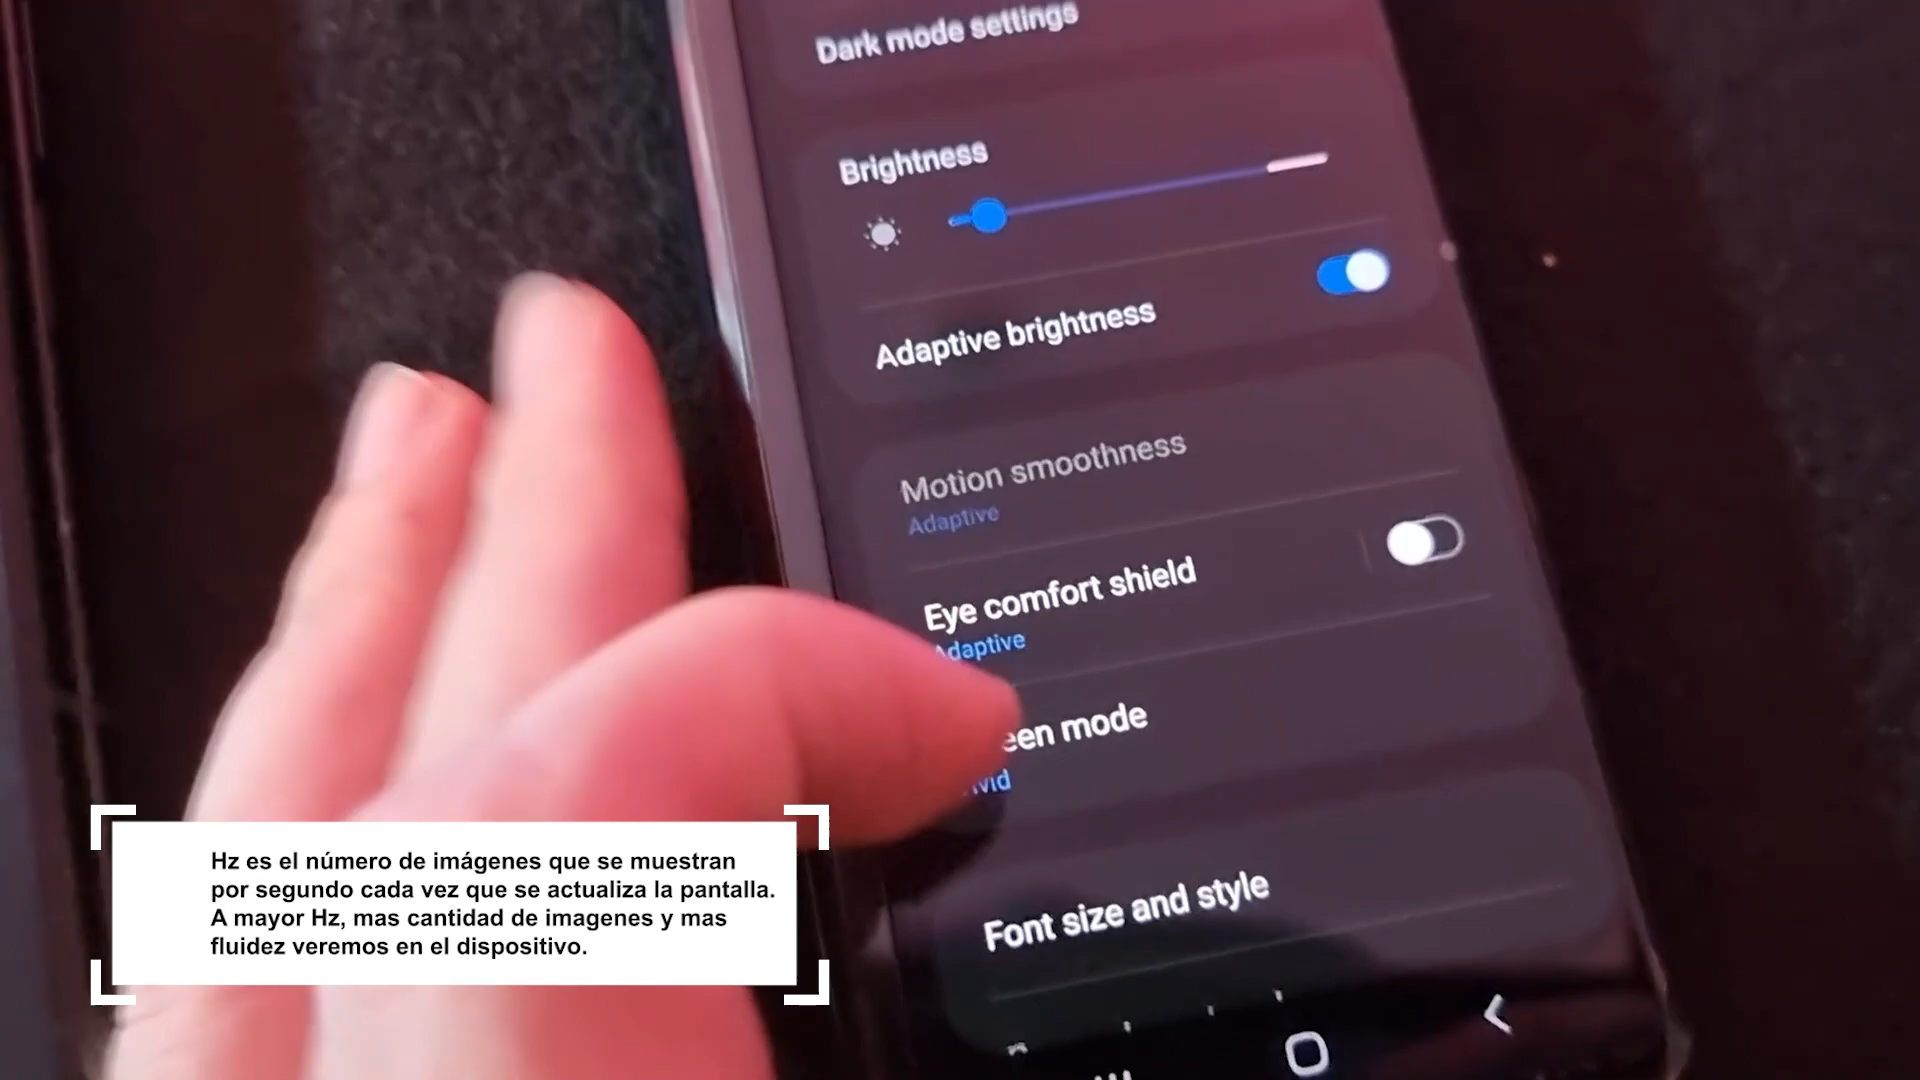 Dark mode settings
Brightness
Adaptive brightness
Motion smoothness
Adaptive
Eye comfort shield
Adaptive
mode
Font size and style
Hz es el número de imágenes que se muestran
por segundo cada vez que se actualiza la pantalla.
A mayor Hz, mas cantidad de imagenes y mas
fluidez veremos en el dispositivo.